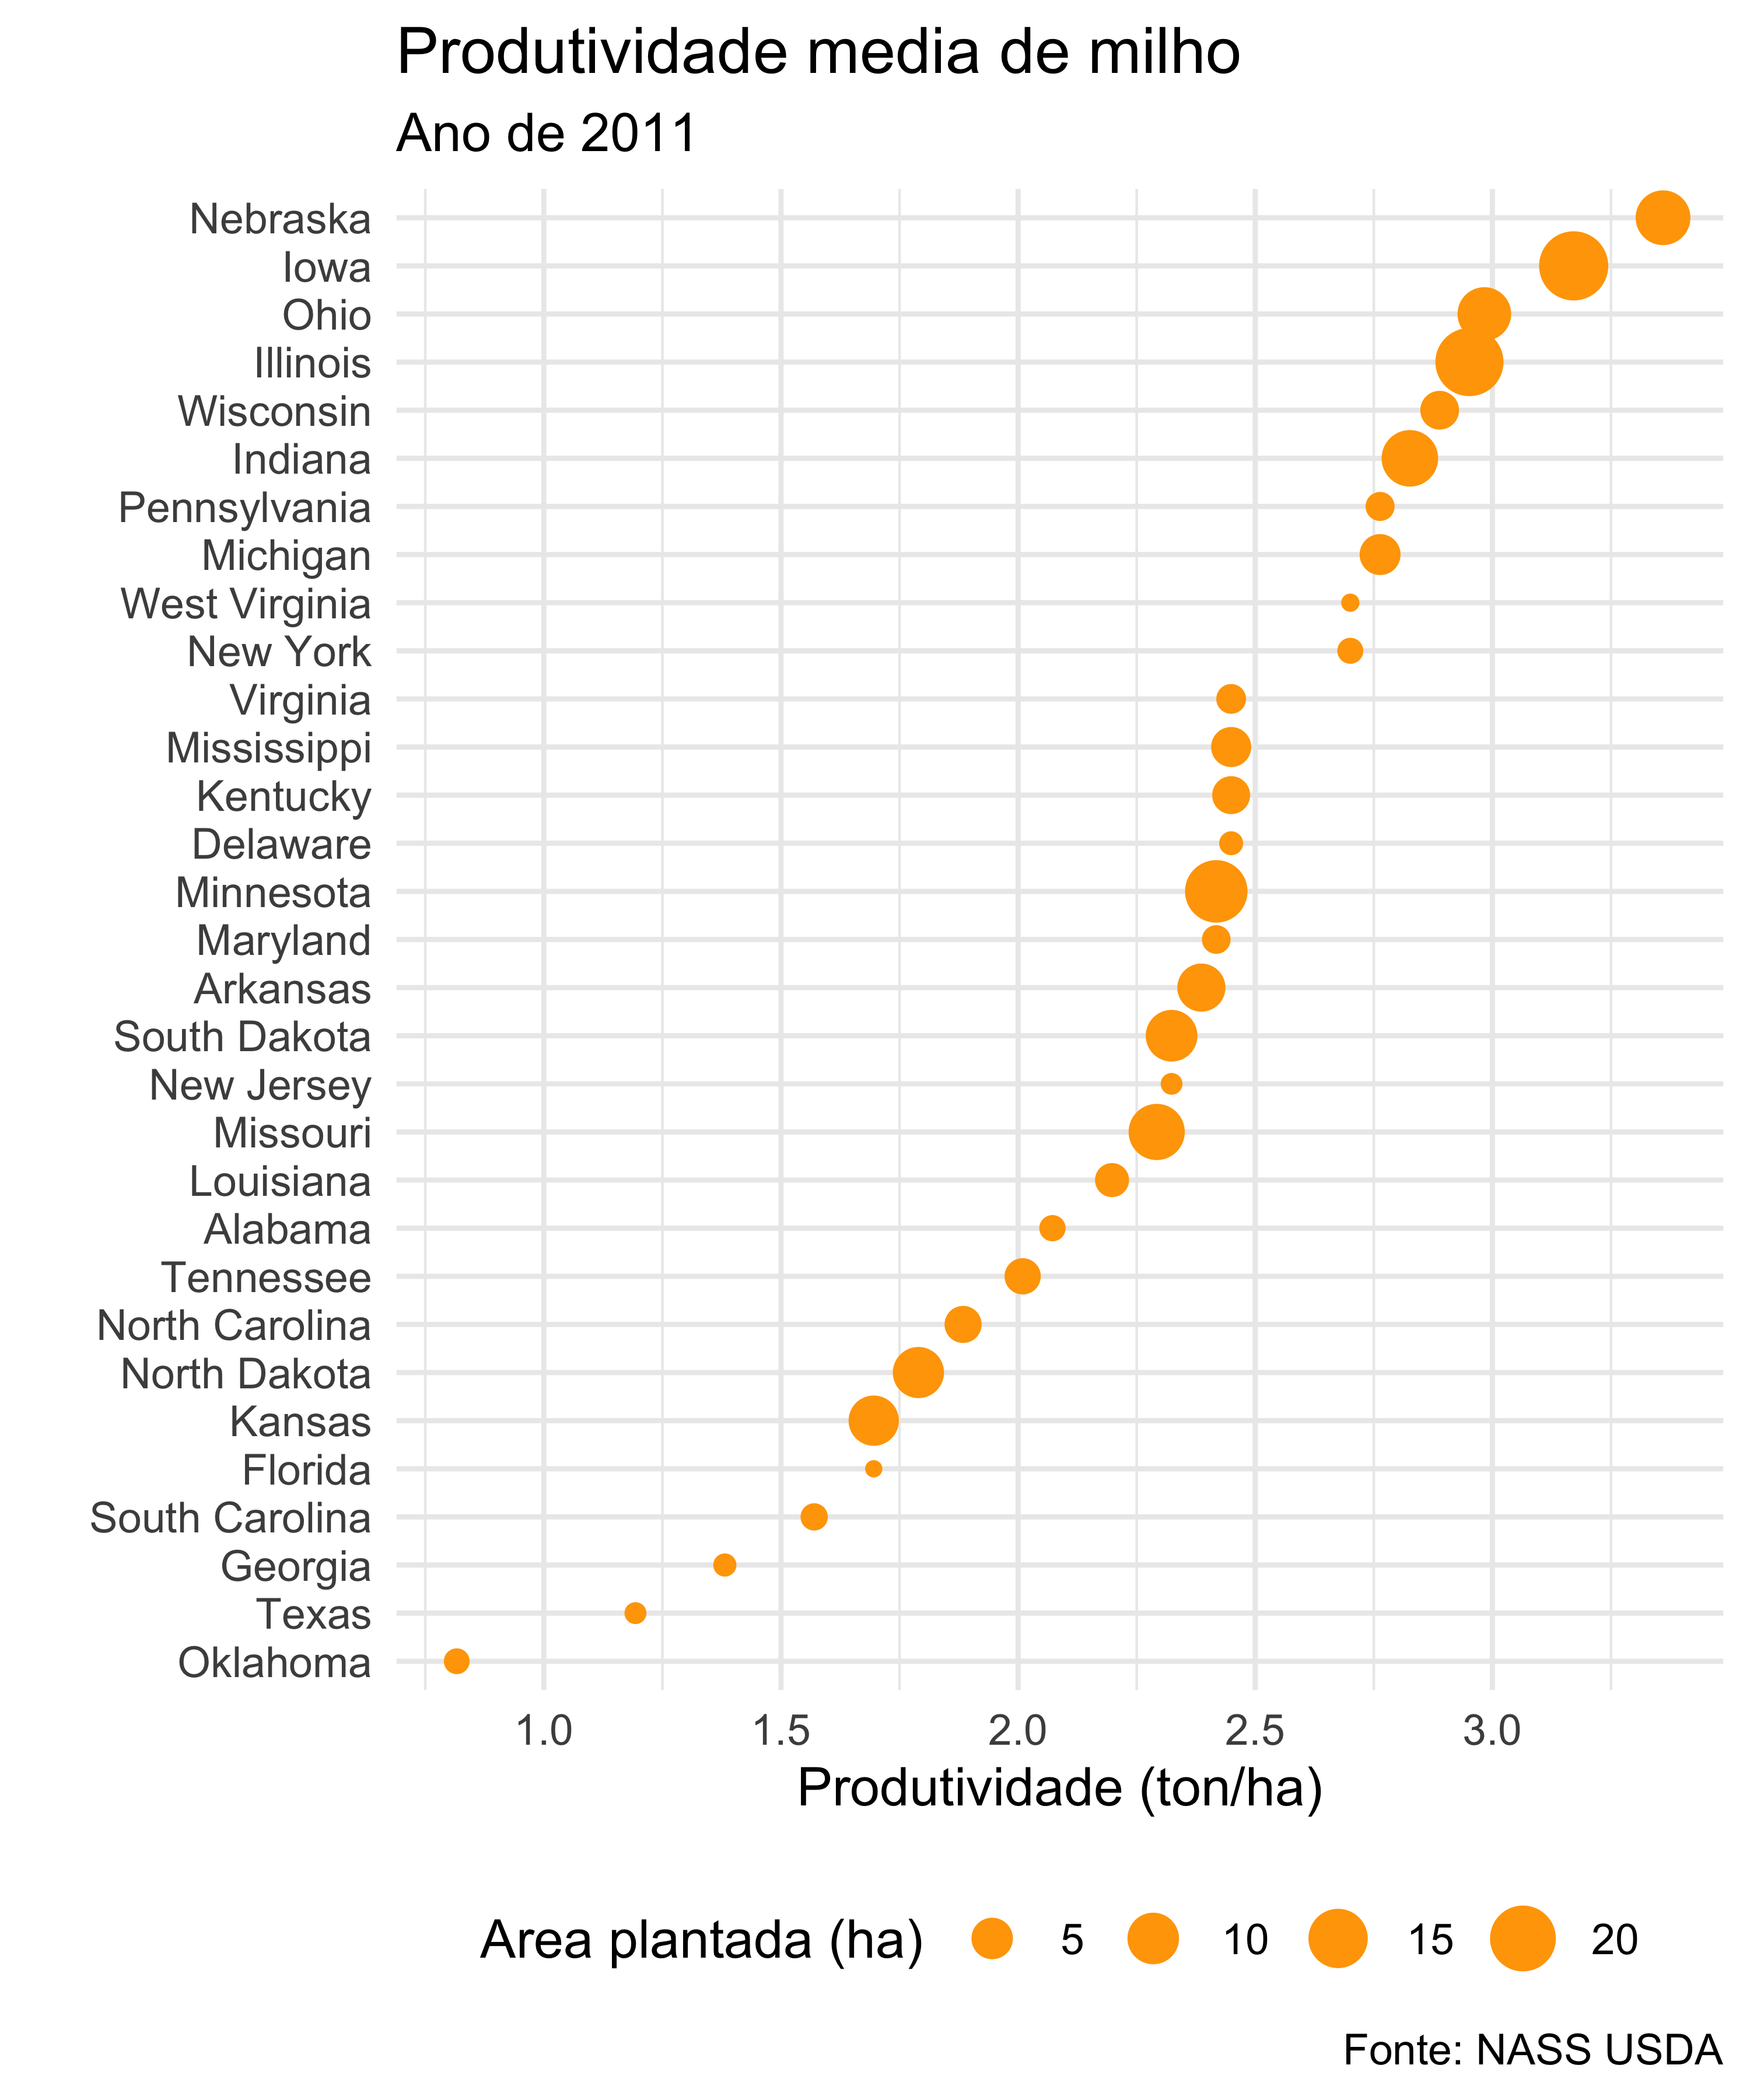 Produtividade media de milho
Ano de 2011
Nebraska
Iowa
Ohio
Illinois
Wisconsin
Indiana
Pennsylvania
Michigan
West Virginia
New York
Virginia
Mississippi
Kentucky
Delaware
Minnesota
Maryland
Arkansas
South Dakota
New Jersey
Missouri
Louisiana
Alabama
Tennessee
North Carolina
North Dakota
Kansas
Florida
South Carolina
Georgia
Texas
Oklahoma
1.0 1.5 2.0 2.5 3.0
Produtividade (ton/ha)
Area plantada (ha) 5 10 15 20
Fonte: NASS USDA